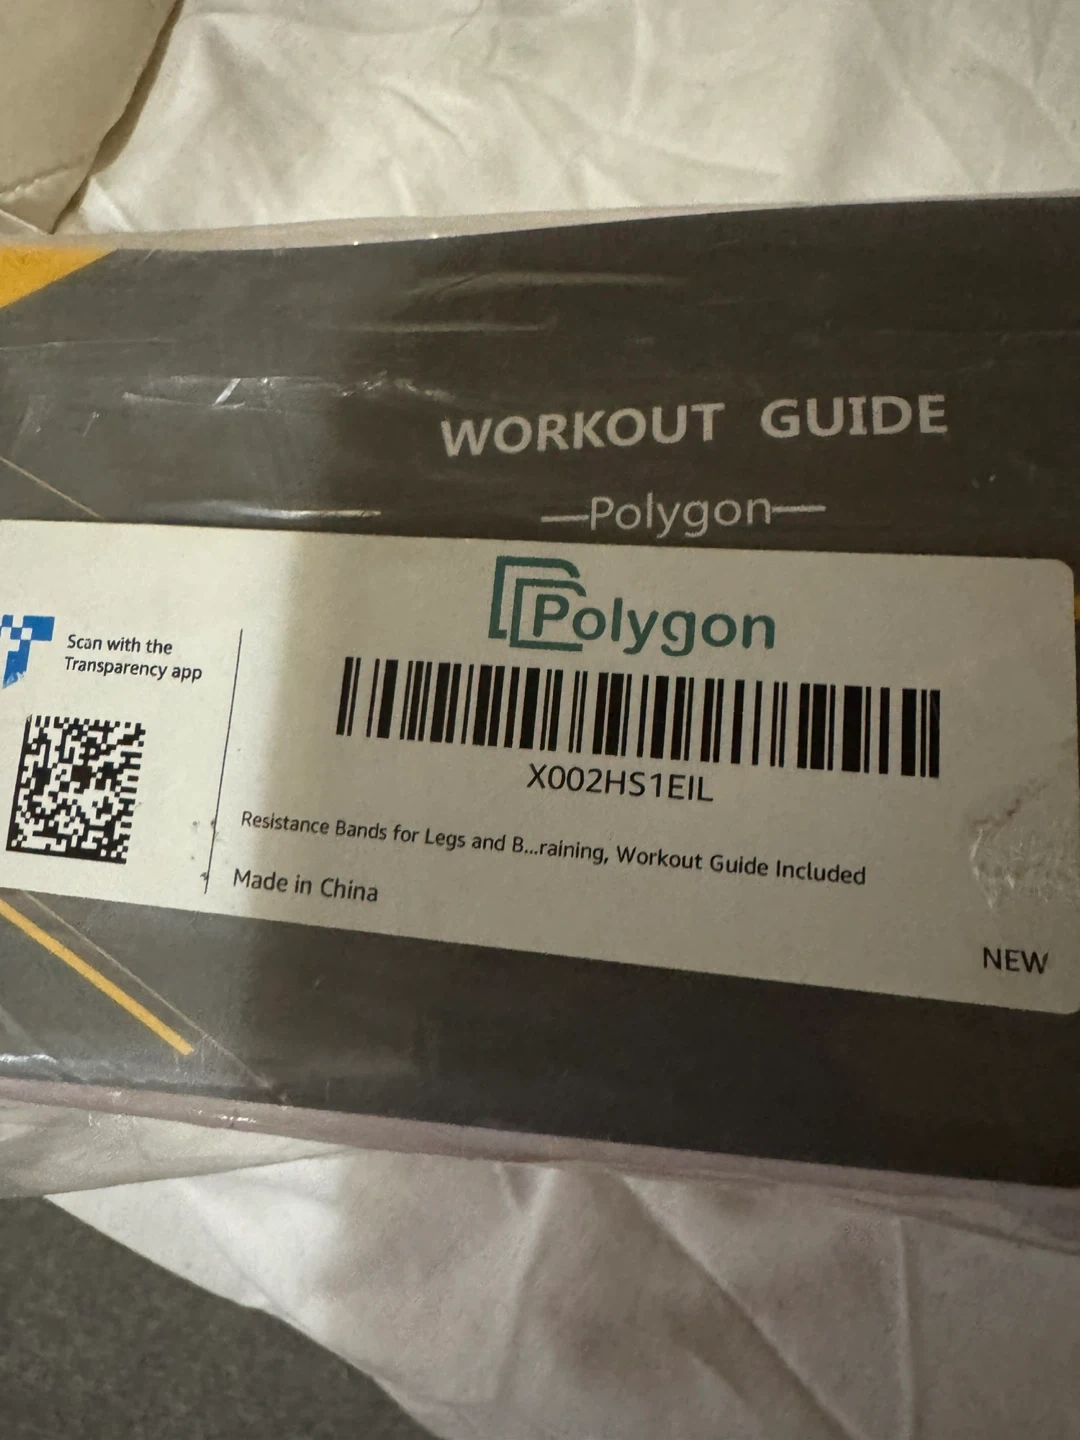 WORKOUT GUIDE
—Polygon—
Polygon
Scan with the
Transparency app
X002HS1EIL
Resistance Bands for Legs and B...raining, Workout Guide Included
Made in China
NEW